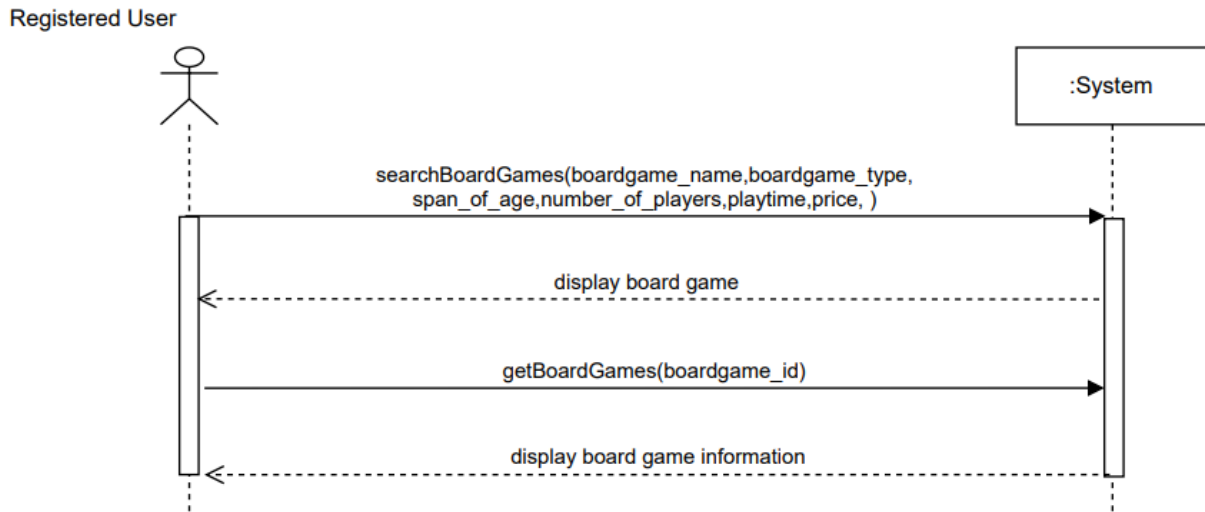 Registered User
:System
searchBoardGames(boardgame_name,boardgame_type,
span_of_age,number_of_players,playtime,price, )
display board game
getBoardGames(boardgame_id)
display board game information